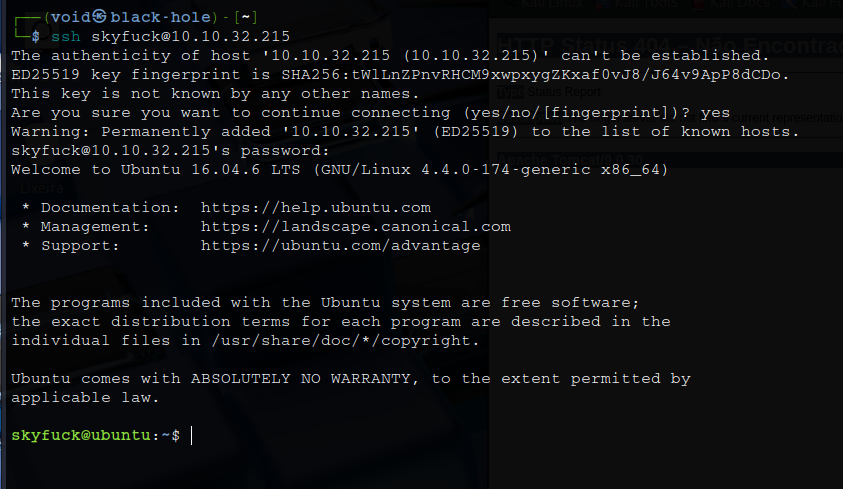 ┌──(void㉿black-hole)-[~]
└─$ ssh skyfuck@10.10.32.215
The authenticity of host '10.10.32.215 (10.10.32.215)' can't be established.
ED25519 key fingerprint is SHA256:tWlLnZPnvRHCM9xwpxygZKxaf0vJ8/J64v9ApP8dCDo.
This key is not known by any other names.
Are you sure you want to continue connecting (yes/no/[fingerprint])? yes
Warning: Permanently added '10.10.32.215' (ED25519) to the list of known hosts.
skyfuck@10.10.32.215's password:
Welcome to Ubuntu 16.04.6 LTS (GNU/Linux 4.4.0-174-generic x86_64)
* Documentation: https://help.ubuntu.com
* Management: https://landscape.canonical.com
* Support: https://ubuntu.com/advantage
The programs included with the Ubuntu system are free software;
the exact distribution terms for each program are described in the
individual files in /usr/share/doc/*/copyright.
Ubuntu comes with ABSOLUTELY NO WARRANTY, to the extent permitted by
applicable law.
skyfuck@ubuntu:~$
HTTP Status 404 – Não
Status Report
Lixeira